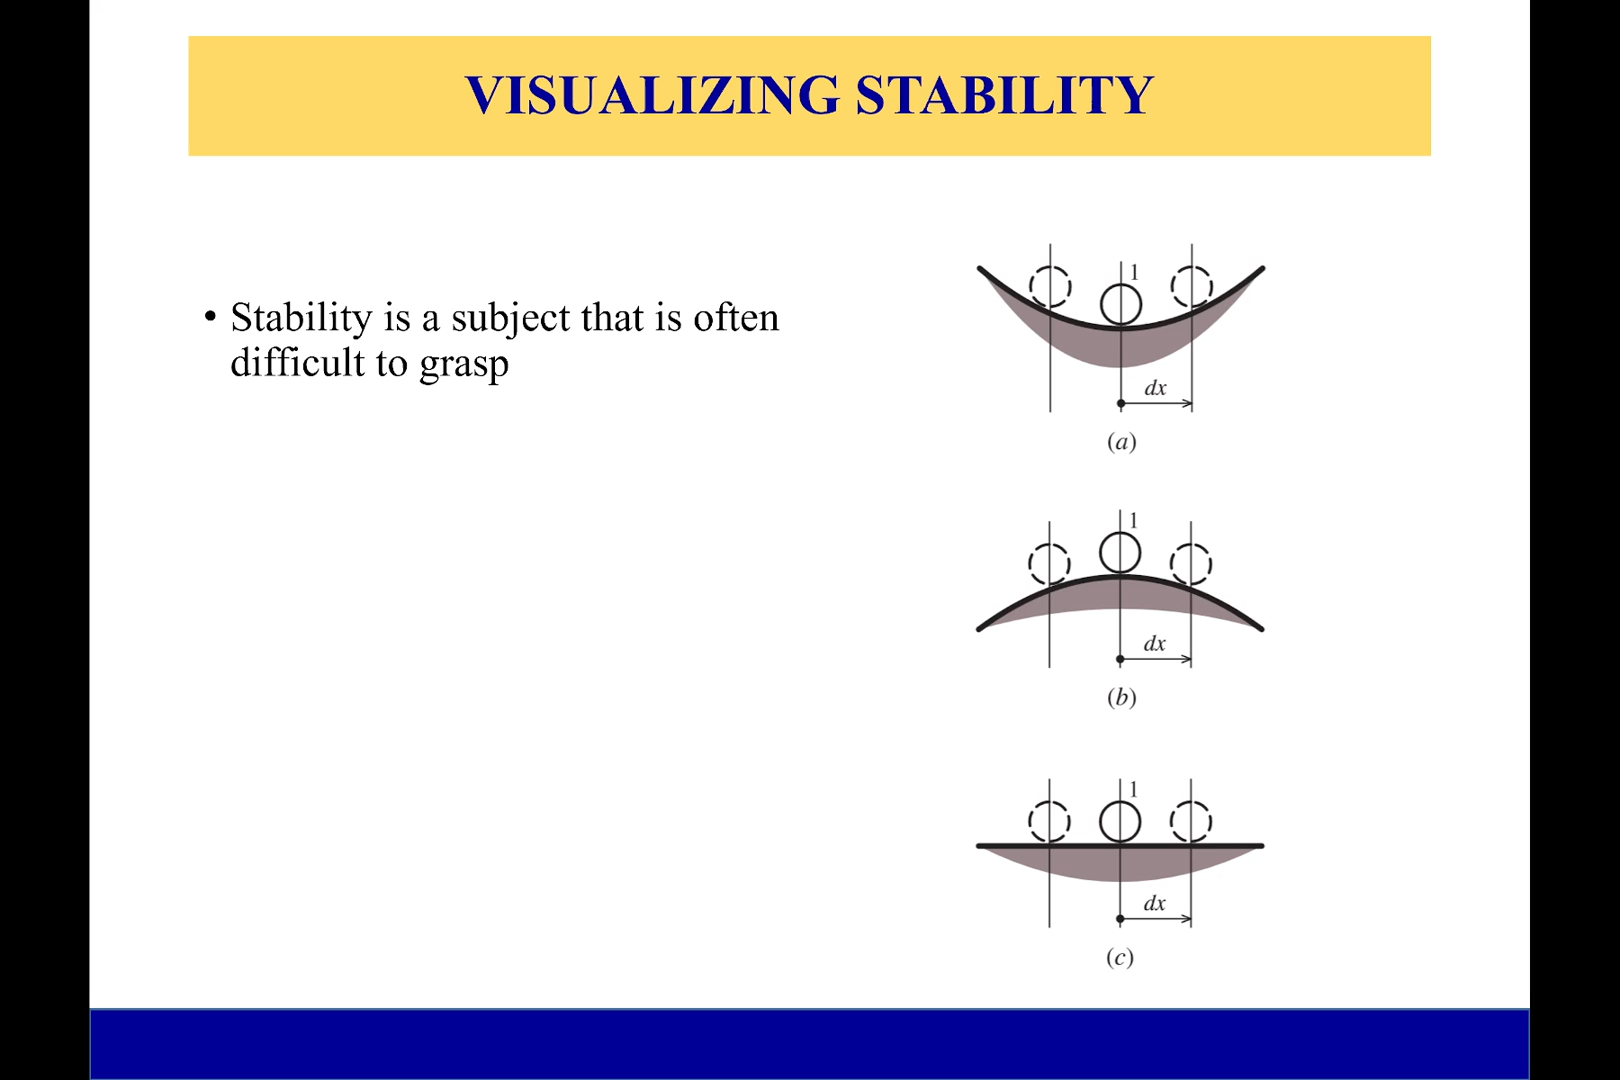 VISUALIZING STABILITY
• Stability is a subject that is often
difficult to grasp
1
dx
(a)
1
dx
(b)
1
dx
(c)